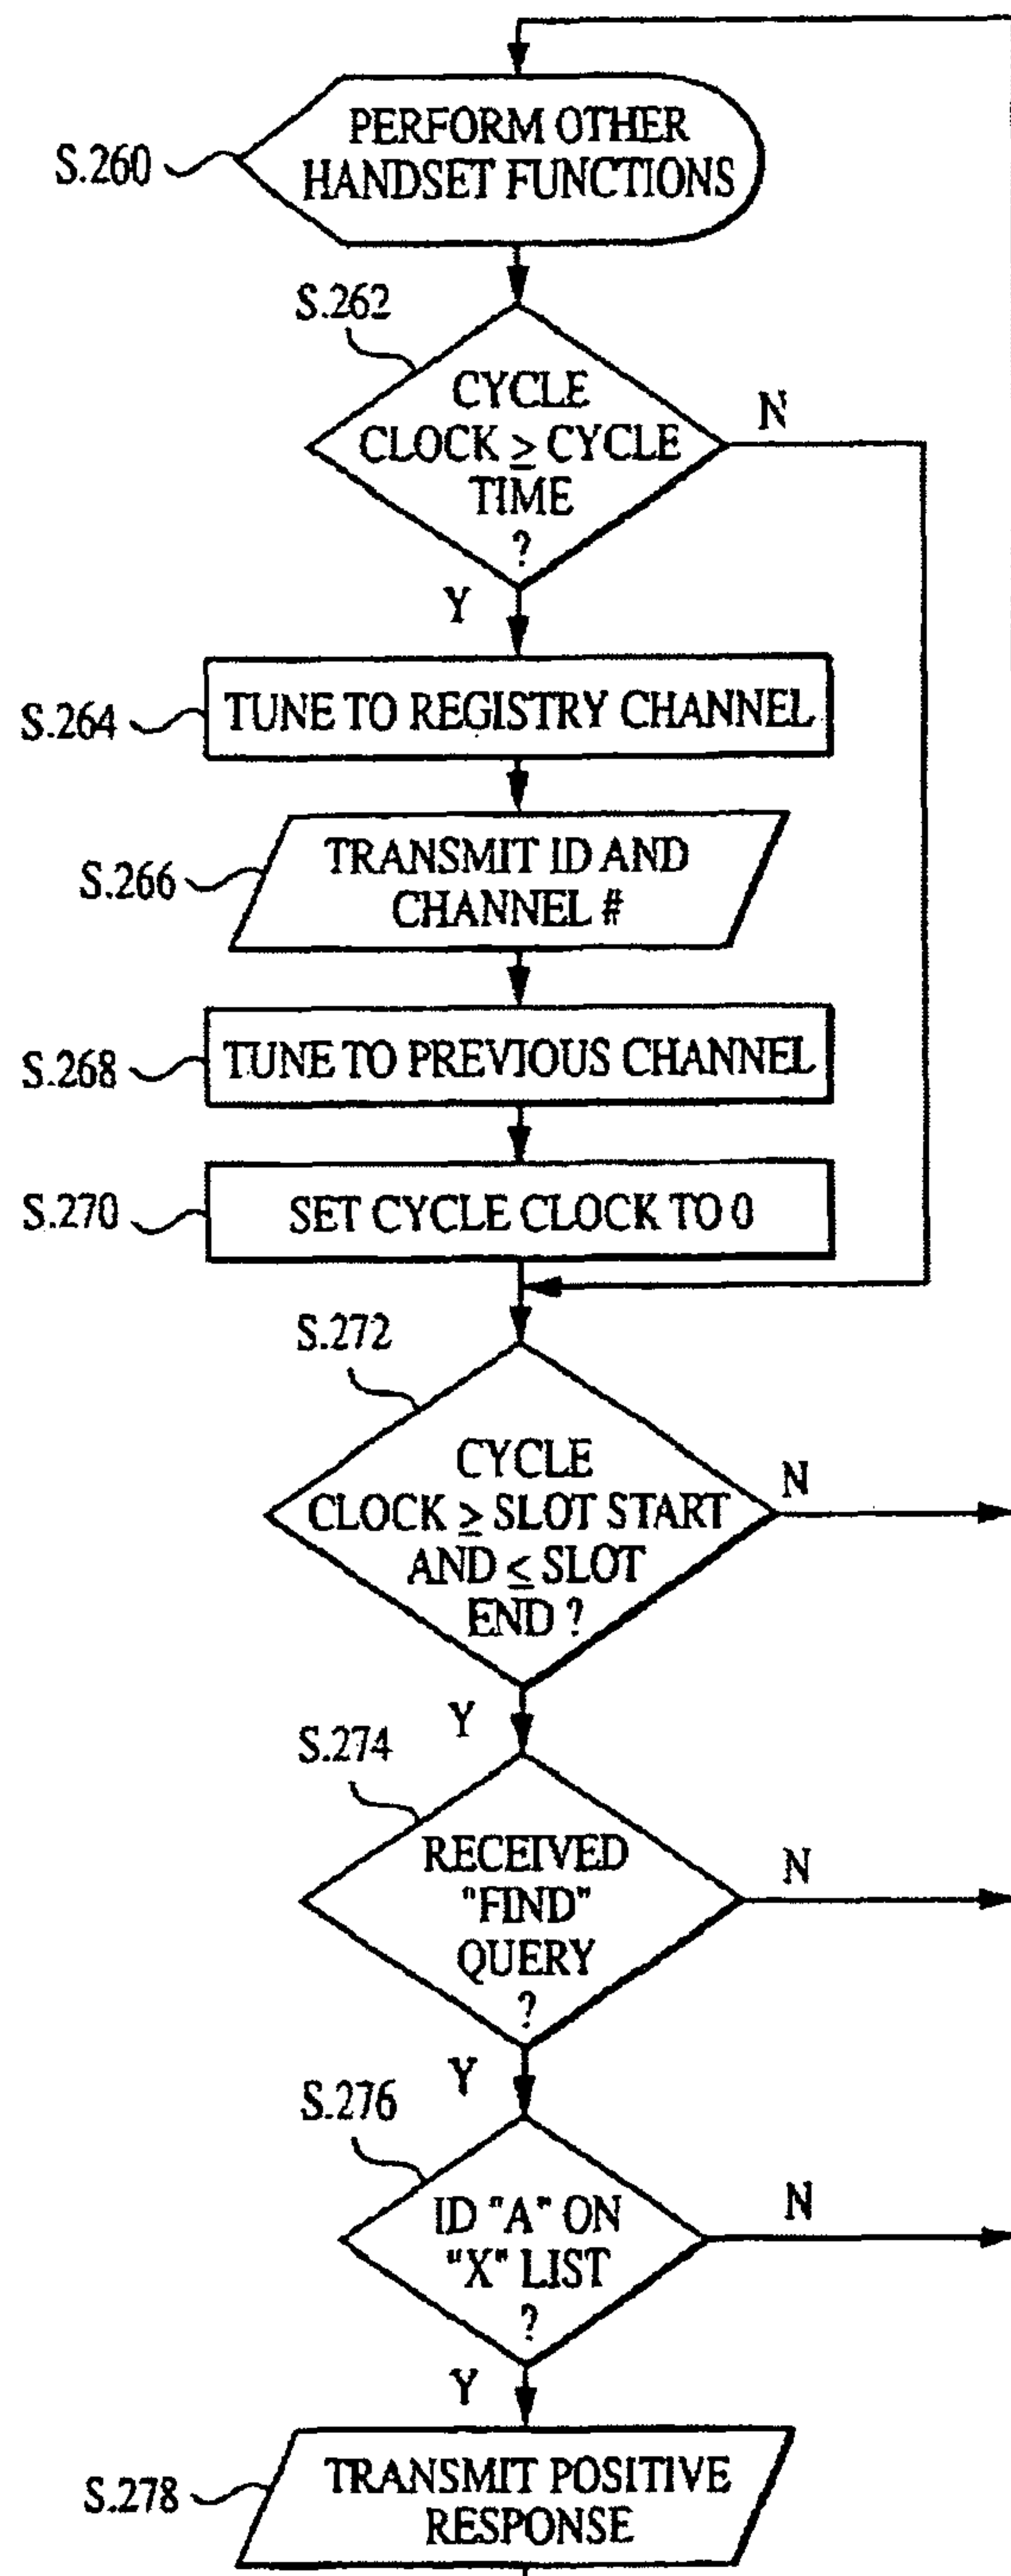 PERFORM OTHER
HANDSET FUNCTIONS
S.260
S.262
CYCLE
CLOCK ≥ CYCLE
TIME
?
N
Y
S.264
TUNE TO REGISTRY CHANNEL
S.266
TRANSMIT ID AND
CHANNEL #
S.268
TUNE TO PREVIOUS CHANNEL
S.270
SET CYCLE CLOCK TO 0
S.272
CYCLE
CLOCK ≥ SLOT START
AND ≤ SLOT
END ?
N
Y
S.274
RECEIVED
"FIND"
QUERY
?
N
Y
S.276
ID "A" ON
"X" LIST
?
N
Y
S.278
TRANSMIT POSITIVE
RESPONSE